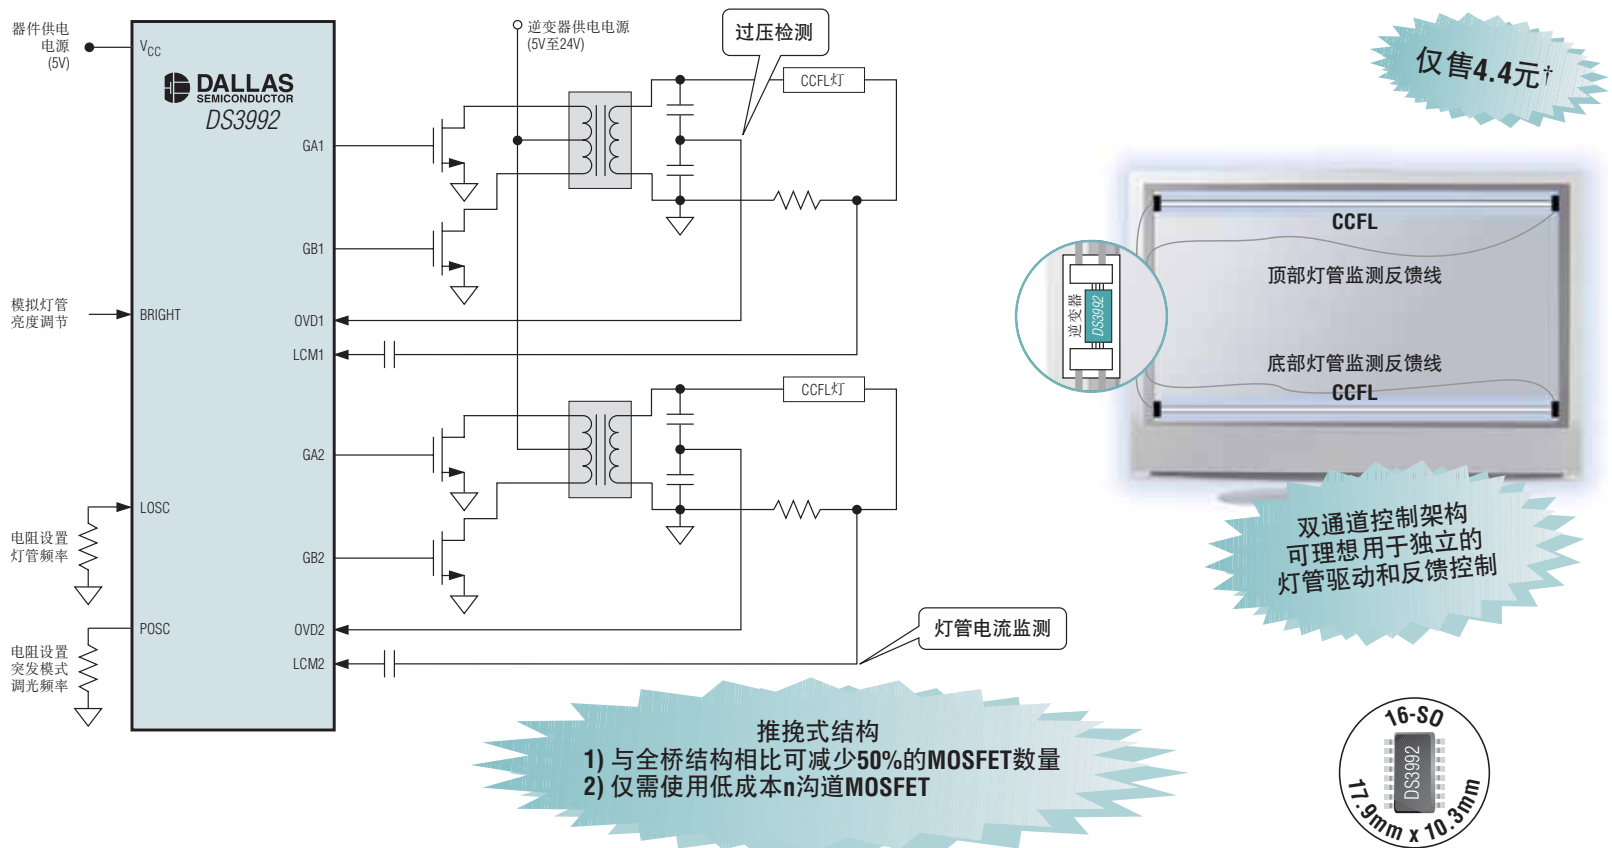 器件供电
电源
(5V)
VCC
DALLAS
SEMICONDUCTOR
DS3992
GA1
GB1
模拟灯管
亮度调节
BRIGHT
OVD1
LCM1
GA2
LOSC
电阻设置
灯管频率
GB2
POSC
OVD2
电阻设置
突发模式
调光频率
LCM2
逆变器供电电源
(5V至24V)
过压检测
CCFL灯
CCFL灯
灯管电流监测
推挽式结构
1) 与全桥结构相比可减少50%的MOSFET数量
2) 仅需使用低成本n沟道MOSFET
仅售4.4元†
CCFL
顶部灯管监测反馈线
逆变器
DS3992
底部灯管监测反馈线
CCFL
双通道控制架构
可理想用于独立的
灯管驱动和反馈控制
16-SO
DS3992
17.9mm x 10.3mm